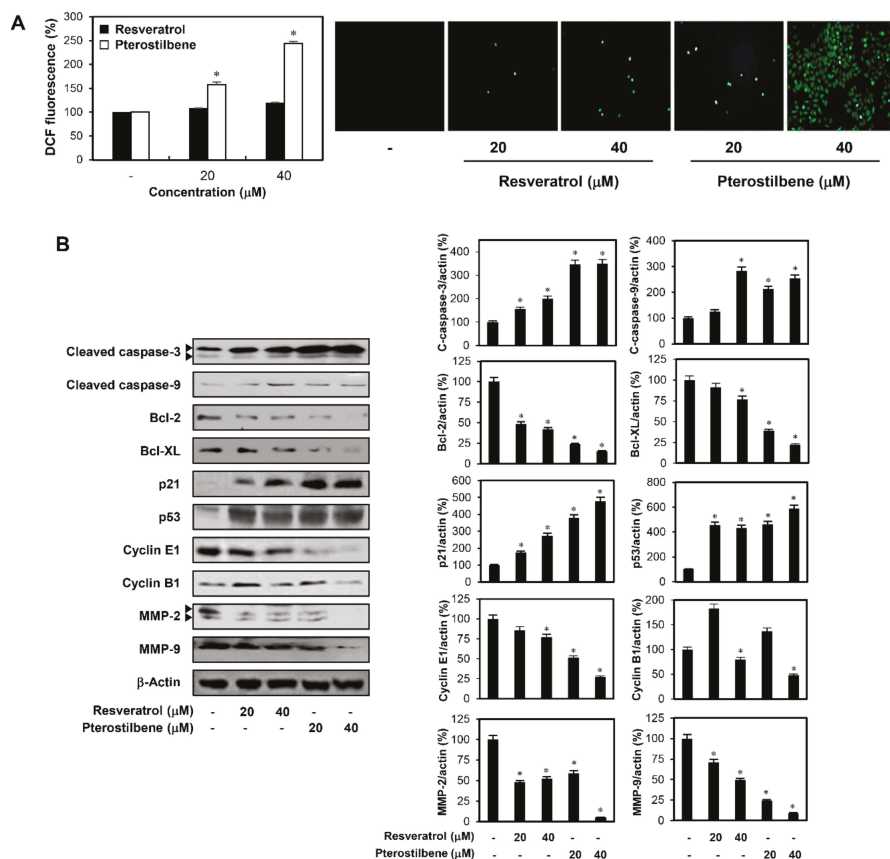 A
DCF fluorescence (%)
300
250
200
150
100
50
0
Resveratrol
Pterostilbene
*
*
- 20 40
Concentration (µM)
- 20 40 20 40
Resveratrol (µM) Pterostilbene (µM)
B
Cleaved caspase-3
Cleaved caspase-9
Bcl-2
Bcl-XL
p21
p53
Cyclin E1
Cyclin B1
MMP-2
MMP-9
β-Actin
Resveratrol (µM) - 20 40 - -
Pterostilbene (µM) - - - 20 40
C-caspase-3/actin (%)
400
300
200
100
0
* * * *
C-caspase-9/actin (%)
400
300
200
100
0
* * *
Bcl-2/actin (%)
125
100
75
50
25
0
* * * *
Bcl-XL/actin (%)
125
100
75
50
25
0
* * *
p21/actin (%)
600
500
400
300
200
100
0
* * * *
p53/actin (%)
800
600
400
200
0
* * * *
Cyclin E1/actin (%)
125
100
75
50
25
0
* * *
Cyclin B1/actin (%)
200
150
100
50
0
* *
MMP-2/actin (%)
125
100
75
50
25
0
* * * *
MMP-9/actin (%)
125
100
75
50
25
0
* * * *
Resveratrol (µM) - 20 40 - - - 20 40 - -
Pterostilbene (µM) - - - 20 40 - - - 20 40